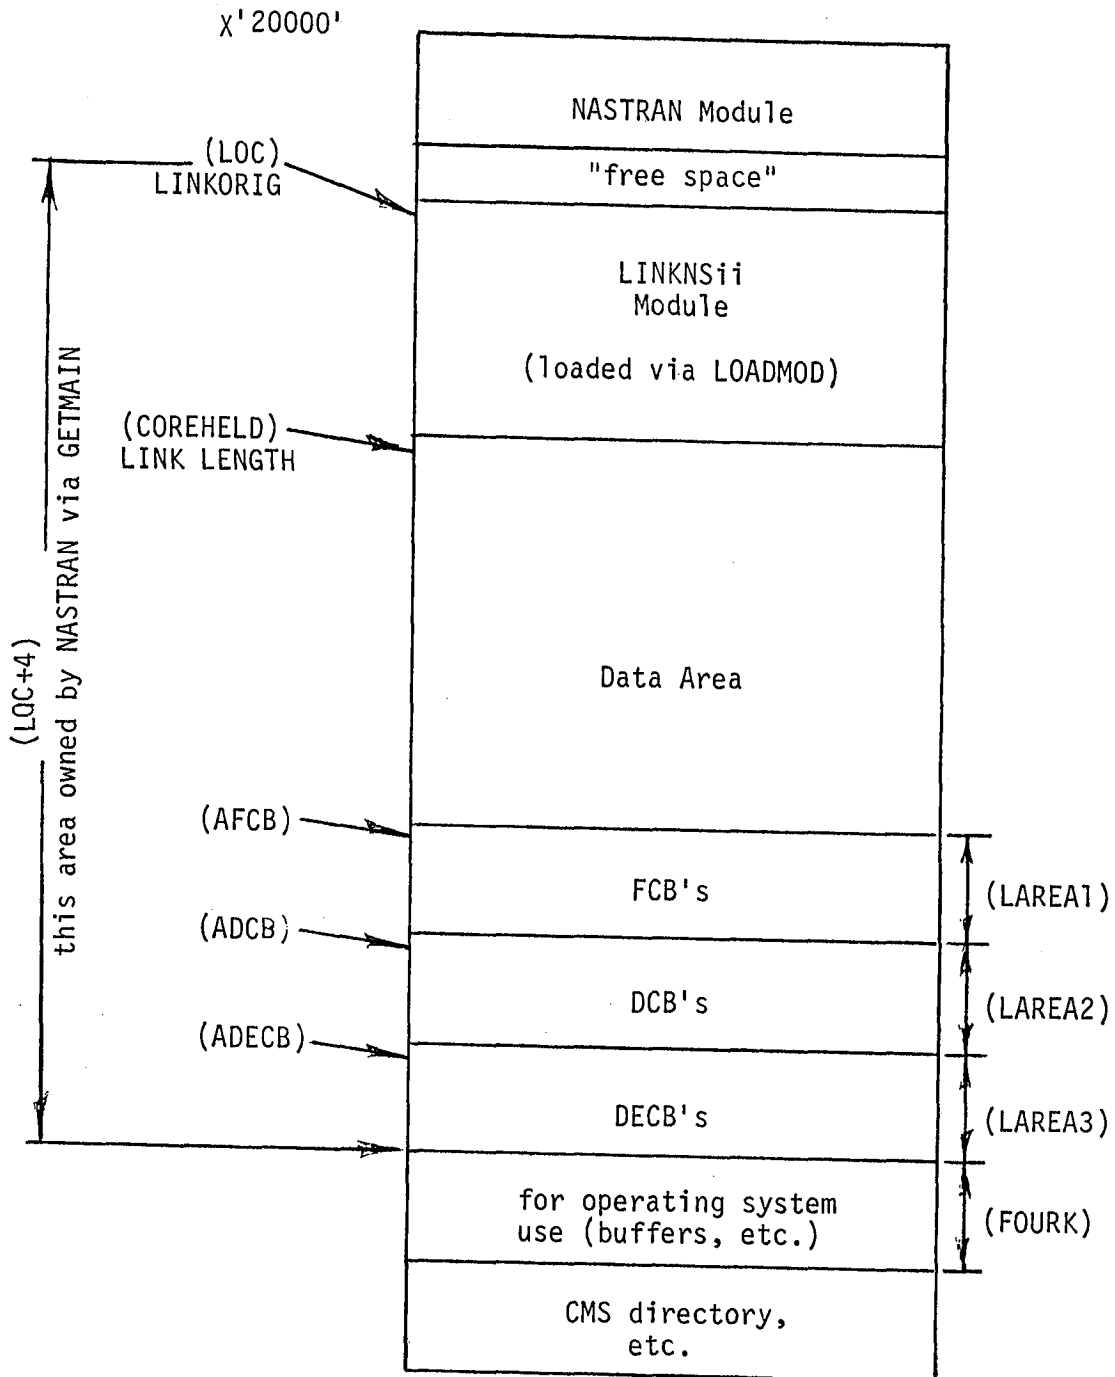 X'20000'
NASTRAN Module
(LOC)
LINKORIG
"free space"
LINKNSii
Module
(loaded via LOADMOD)
(COREHELD)
LINK LENGTH
(LOC+4)
this area owned by NASTRAN via GETMAIN
Data Area
(AFCB)
FCB's
(LAREA1)
(ADCB)
DCB's
(LAREA2)
(ADECB)
DECB's
(LAREA3)
for operating system
use (buffers, etc.)
(FOURK)
CMS directory,
etc.